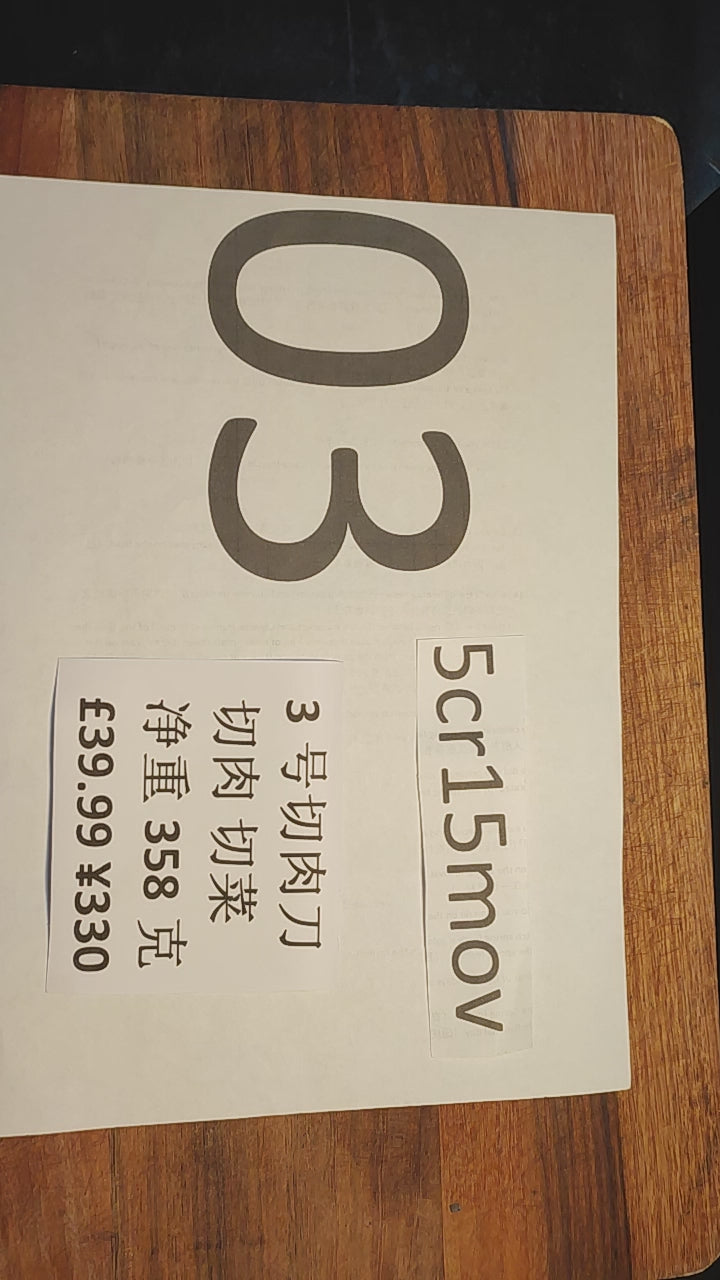 03
5cr15mov
3 号切肉刀
切肉 切菜
净重 358 克
£39.99 ¥330